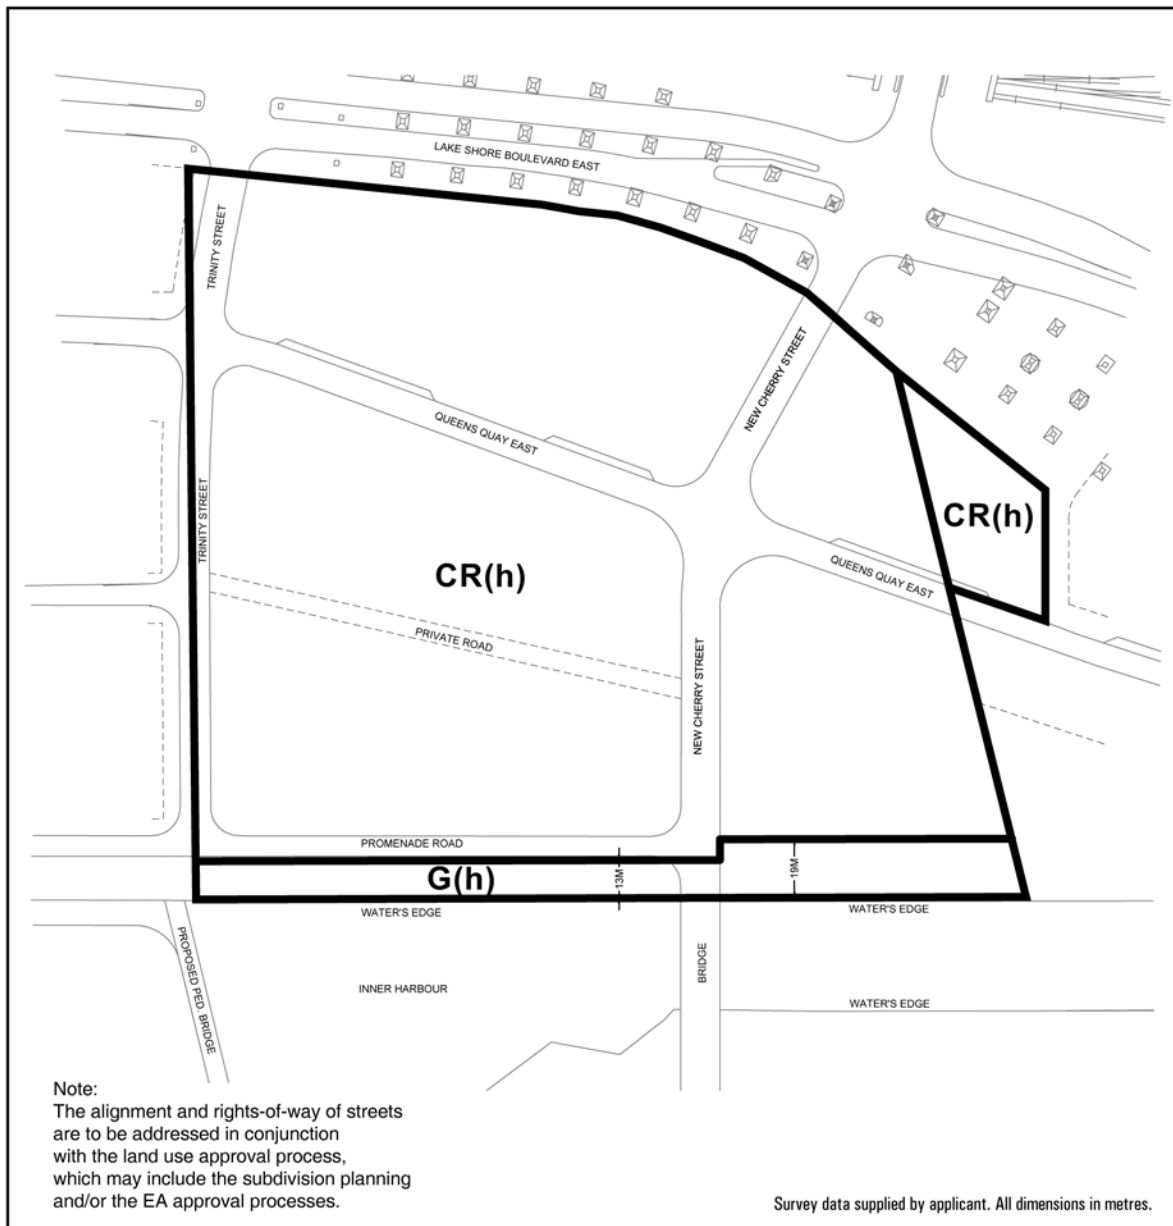 LAKE SHORE BOULEVARD EAST
TRINITY STREET
NEW CHERRY STREET
QUEENS QUAY EAST
TRINITY STREET
CR(h)
CR(h)
QUEENS QUAY EAST
PRIVATE ROAD
NEW CHERRY STREET
PROMENADE ROAD
G(h)
13M
19M
WATER'S EDGE
WATER'S EDGE
PROPOSED PED. BRIDGE
BRIDGE
INNER HARBOUR
WATER'S EDGE
Note:
The alignment and rights-of-way of streets
are to be addressed in conjunction
with the land use approval process,
which may include the subdivision planning
and/or the EA approval processes.
Survey data supplied by applicant. All dimensions in metres.